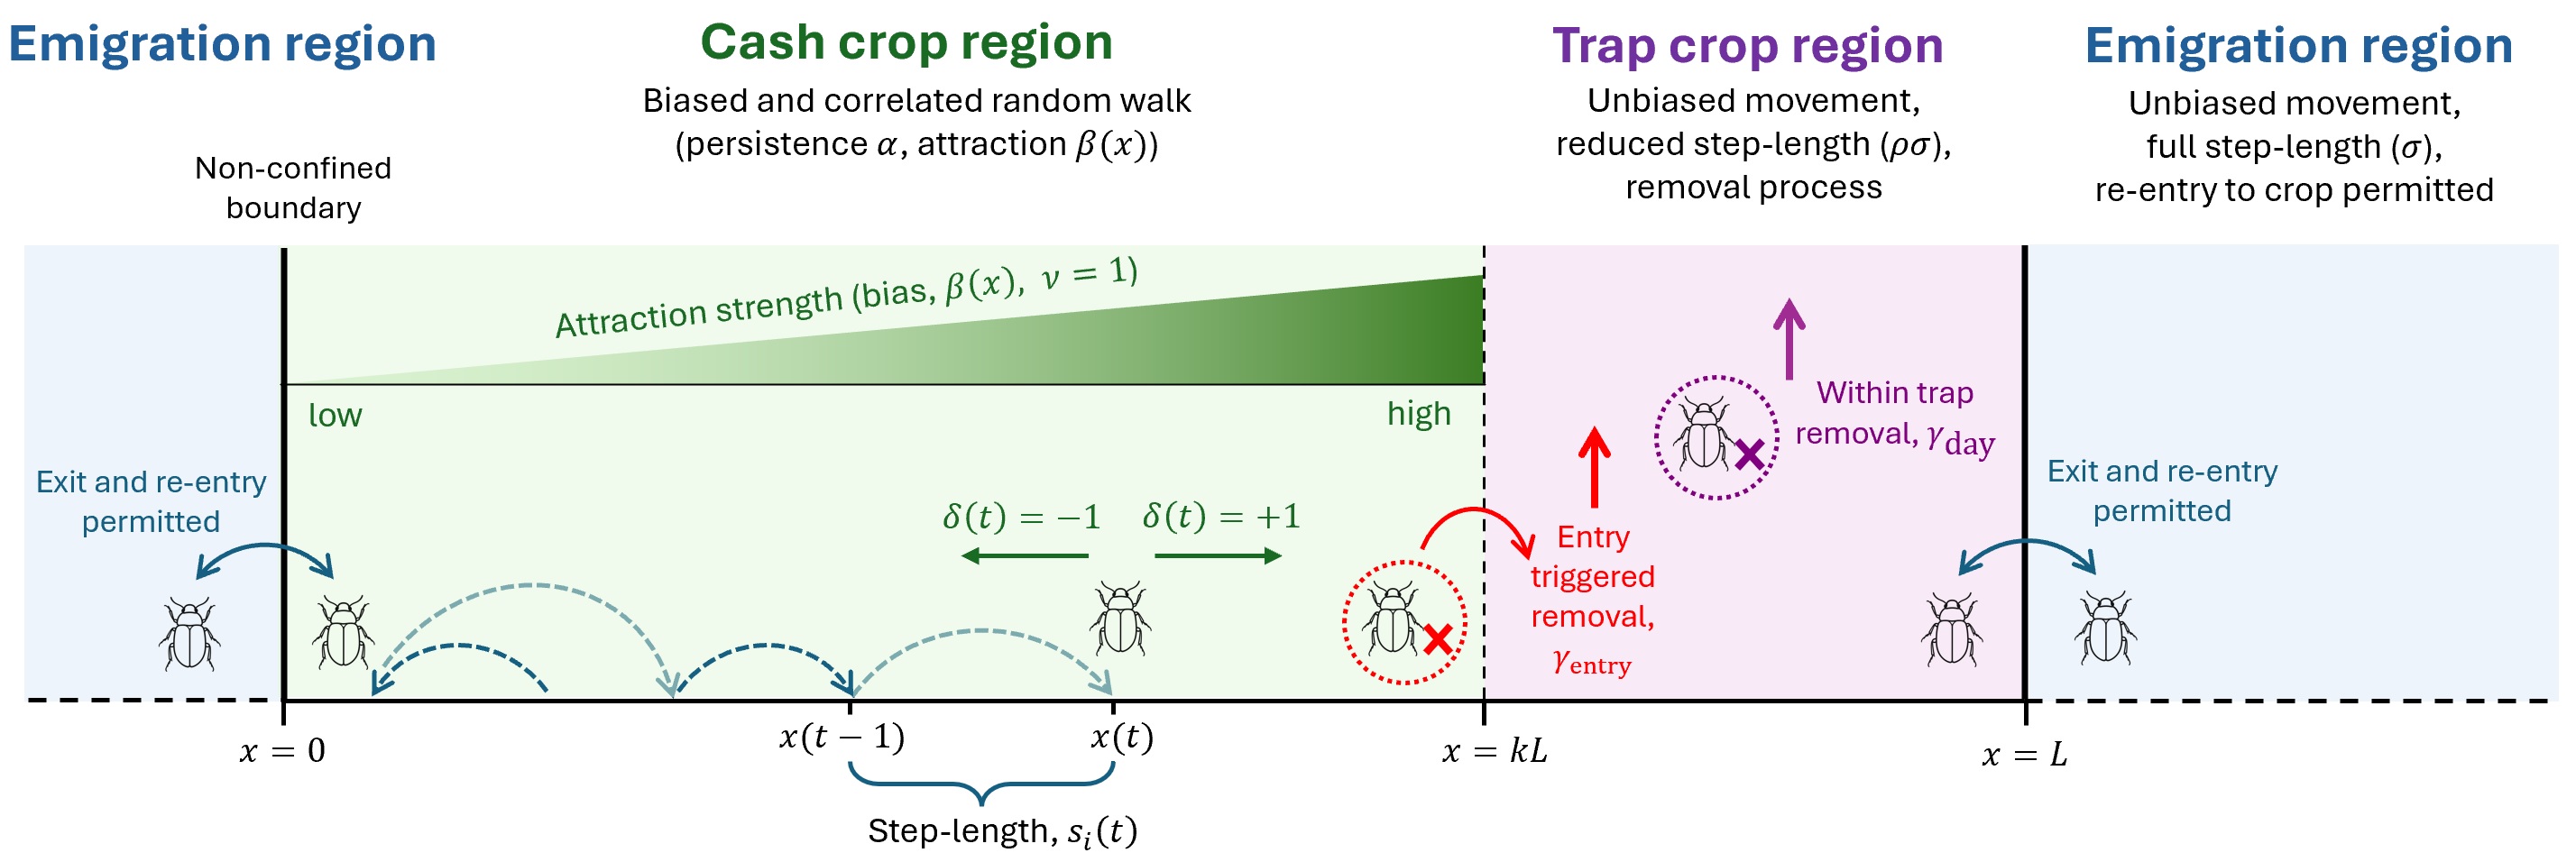 Emigration region
Cash crop region
Trap crop region
Emigration region
Biased and correlated random walk
(persistence α, attraction β(x))
Unbiased movement,
reduced step-length (ρσ),
removal process
Unbiased movement,
full step-length (σ),
re-entry to crop permitted
Non-confined
boundary
Attraction strength (bias, β(x), ν = 1)
low
high
Exit and re-entry
permitted
δ(t) = −1
δ(t) = +1
Entry
triggered
removal,
γentry
Within trap
removal, γday
Exit and re-entry
permitted
x = 0
x(t − 1)
x(t)
x = kL
x = L
Step-length, si(t)